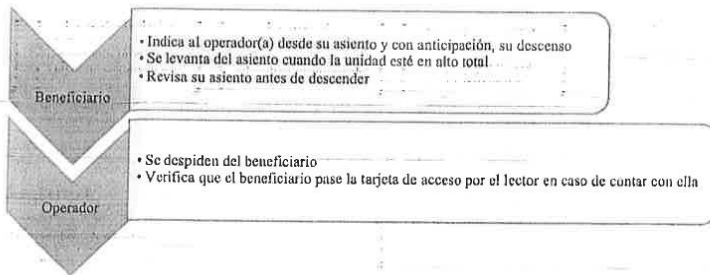 • Indica al operador(a) desde su asiento y con anticipación, su descenso
• Se levanta del asiento cuando la unidad esté en alto total
• Revisa su asiento antes de descender
Beneficiario
• Se despiden del beneficiario
• Verifica que el beneficiario pase la tarjeta de acceso por el lector en caso de contar con ella
Operador